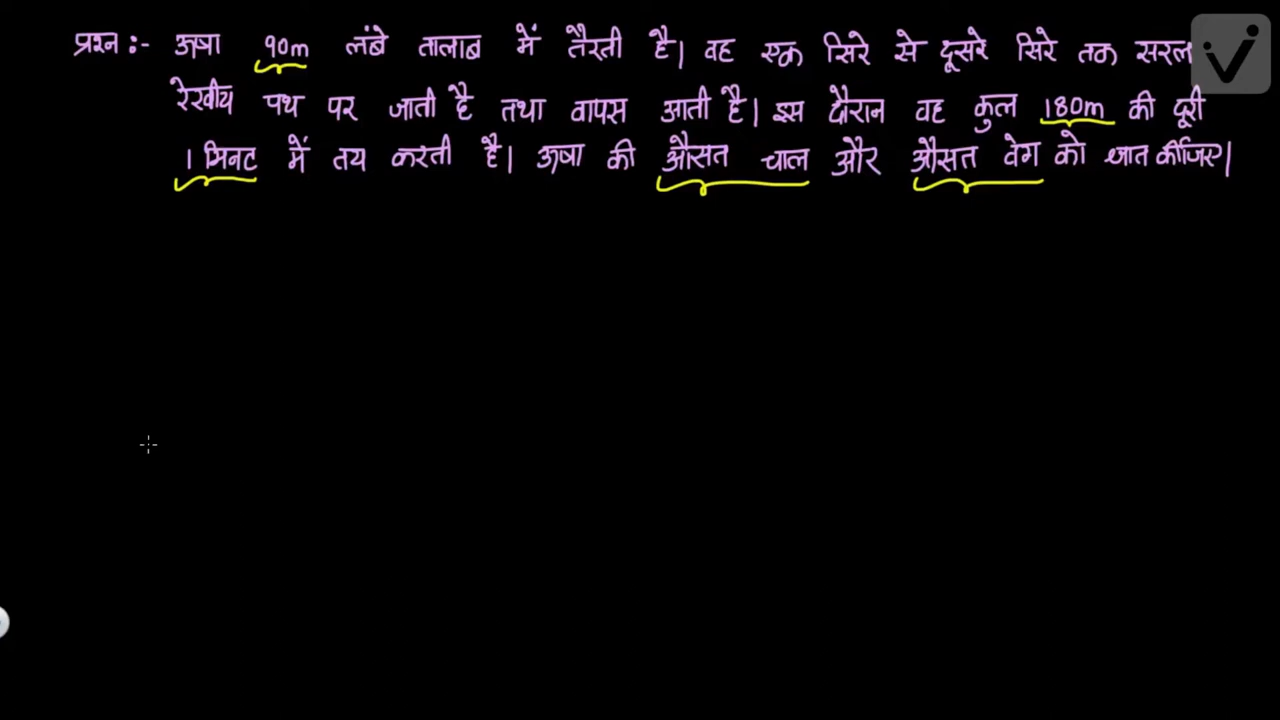 प्रश्न :- ऊषा 90m लंबे तालाब में तैरती है। वह एक सिरे से दूसरे सिरे तक सरल
रेखीय पथ पर जाती है तथा वापस आती है। इस दौरान वह कुल 180m की दूरी
1 मिनट में तय करती है। ऊषा की औसत चाल और औसत वेग को ज्ञात कीजिए।